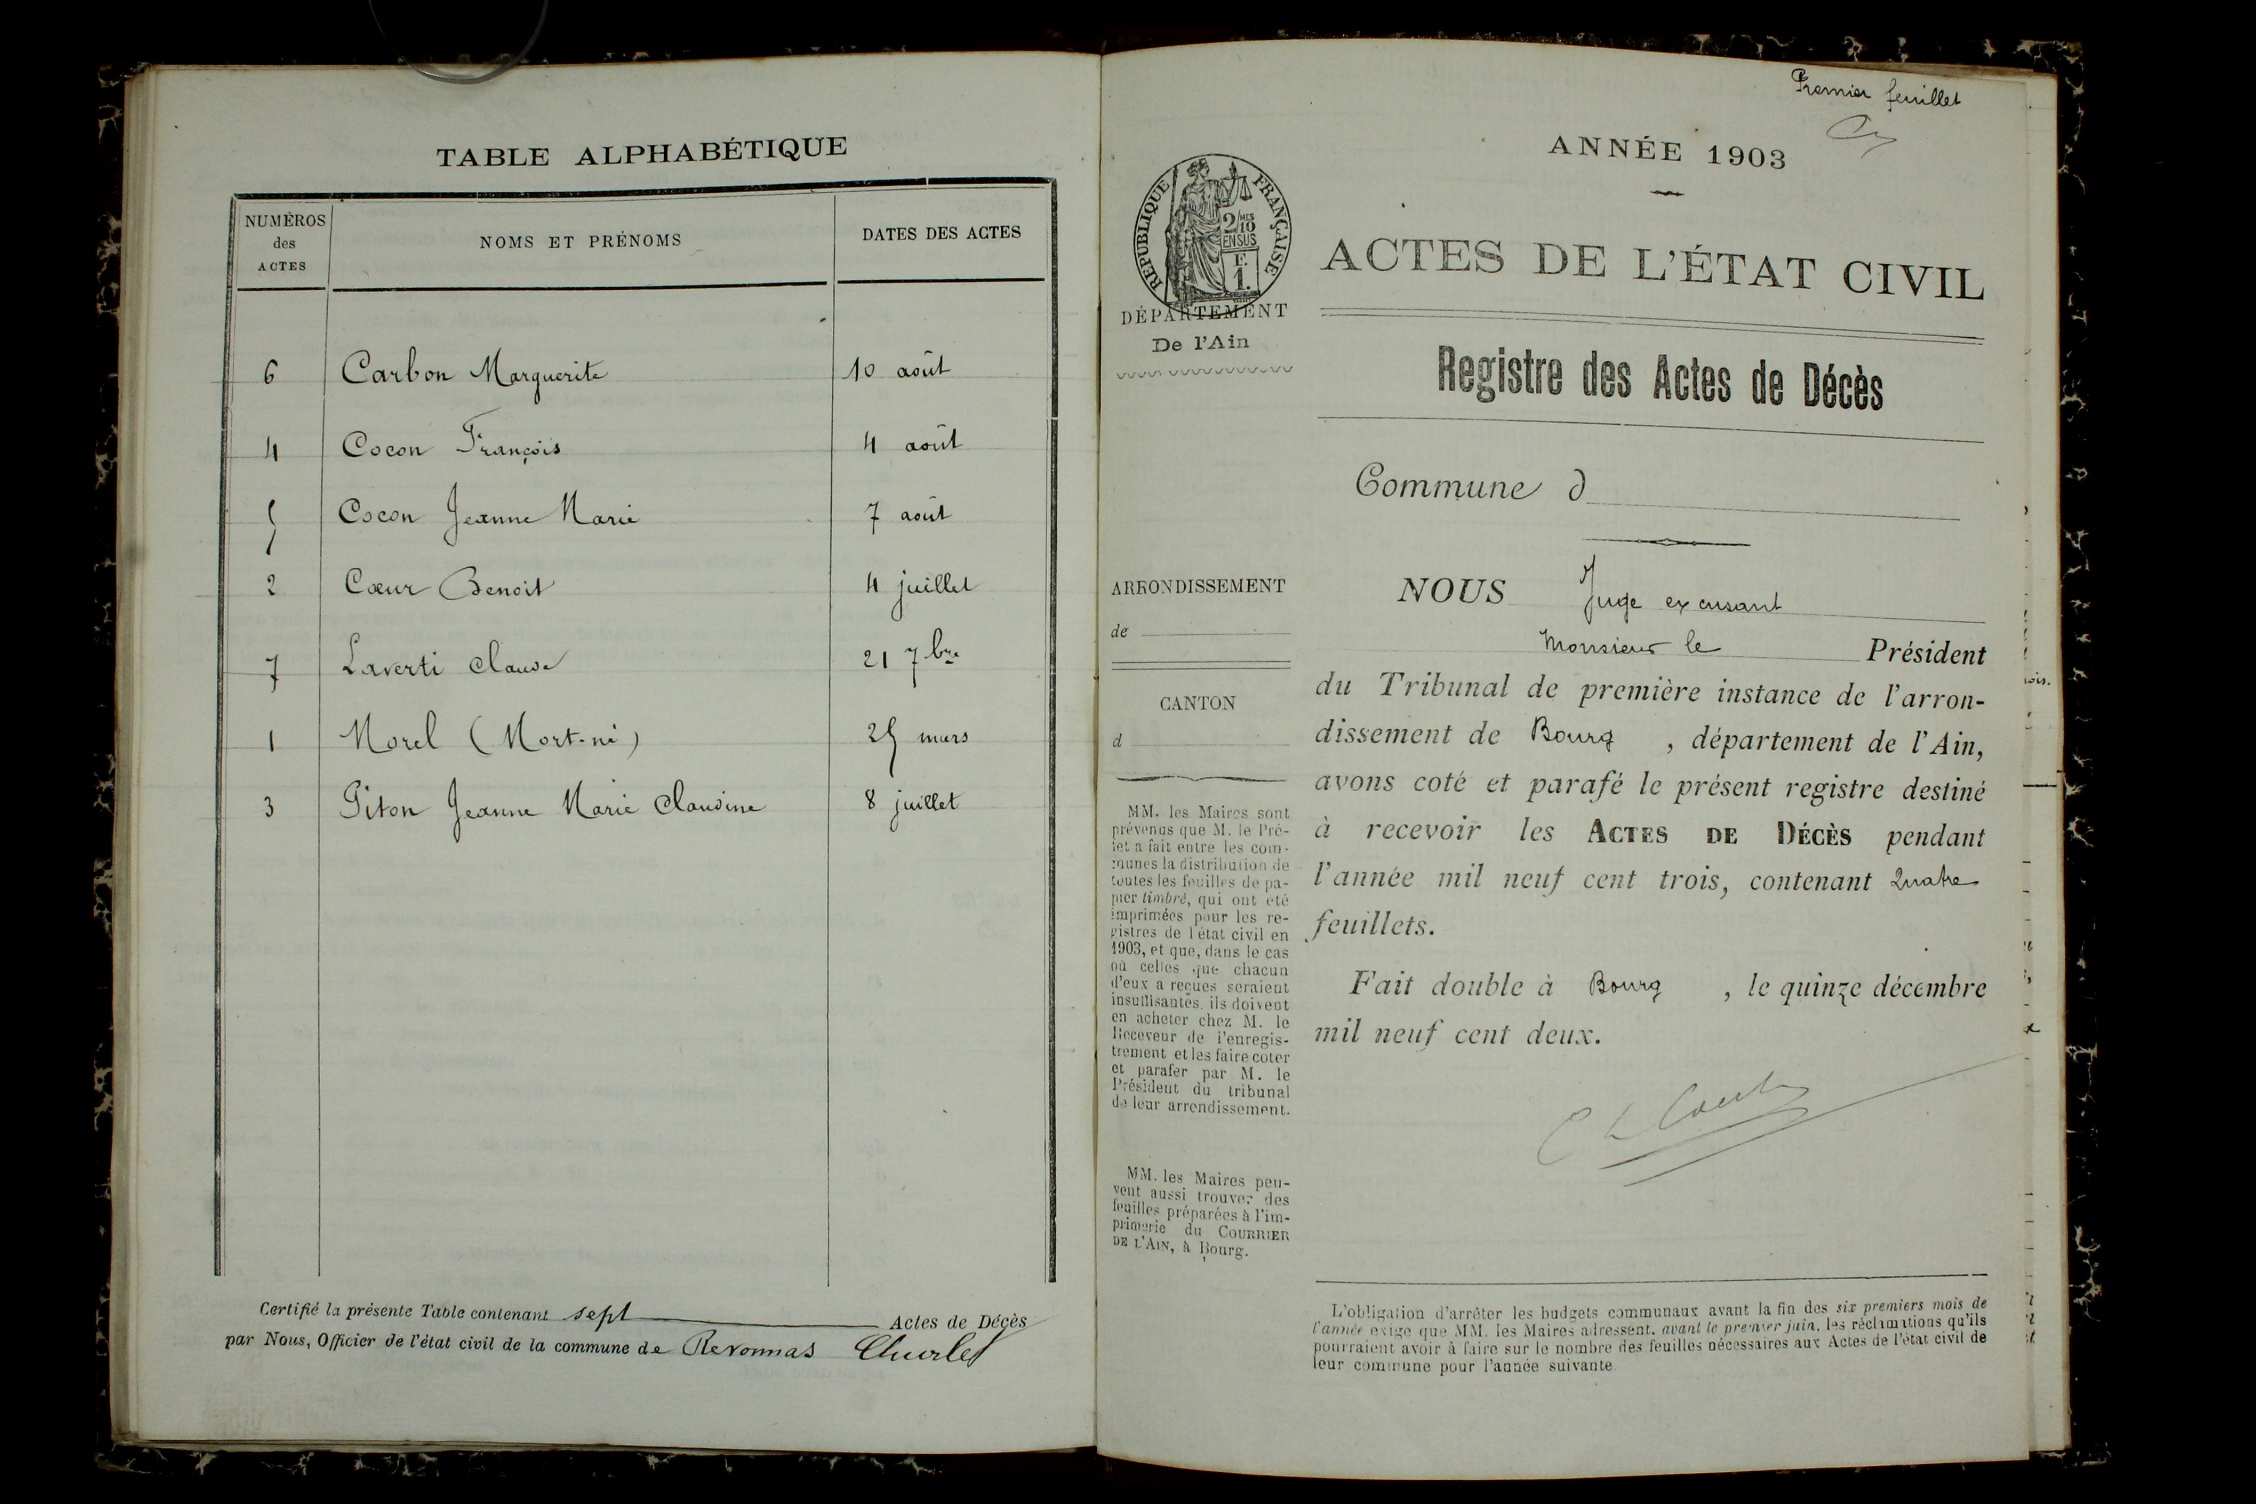 TABLE ALPHABÉTIQUE
NUMÉROS
des
ACTES
NOMS ET PRÉNOMS
DATES DES ACTES
6 Carbon Marguerite 10 août
4 Cocon François 4 août
5 Cocon Jeanne Marie 7 août
2 Cœur Benoit 4 juillet
7 Laverti Claude 21 7bre
1 Morel (Mort-né) 25 mars
3 Piton Jeanne Marie Claudine 8 juillet
Certifié la présente Table contenant sept Actes de Décès
par Nous, Officier de l'état civil de la commune de Revonnas
Premier feuillet
ANNÉE 1903
RÉPUBLIQUE FRANÇAISE
2/10MES
EN SUS
F.
1.
DÉPARTEMENT
De l'Ain
ACTES DE L'ÉTAT CIVIL
Registre des Actes de Décès
Commune d
ARRONDISSEMENT
de
CANTON
d
MM. les Maires sont
prévenus que M. le Pré-
fet a fait entre les com-
munes la distribution de
toutes les feuilles de pa-
pier timbré, qui ont été
imprimées pour les re-
gistres de l'état civil en
1903, et que, dans le cas
où celles que chacun
d'eux a reçues seraient
insuffisantes, ils doivent
en acheter chez M. le
Receveur de l'enregis-
trement et les faire coter
et parafer par M. le
Président du tribunal
de leur arrondissement.
MM. les Maires peu-
vent aussi trouver des
feuilles préparées à l'im-
primerie du COURRIER
DE L'AIN, à Bourg.
NOUS Juge excusant
Monsieur le Président
du Tribunal de première instance de l'arron-
dissement de Bourg , département de l'Ain,
avons coté et parafé le présent registre destiné
à recevoir les ACTES DE DÉCÈS pendant
l'année mil neuf cent trois, contenant Quatre
feuillets.
Fait double à Bourg , le quinze décembre
mil neuf cent deux.
L'obligation d'arrêter les budgets communaux avant la fin des six premiers mois de
l'année exige que MM. les Maires adressent, avant le premier juin, les réclamations qu'ils
pourraient avoir à faire sur le nombre des feuilles nécessaires aux Actes de l'état civil de
leur commune pour l'année suivante